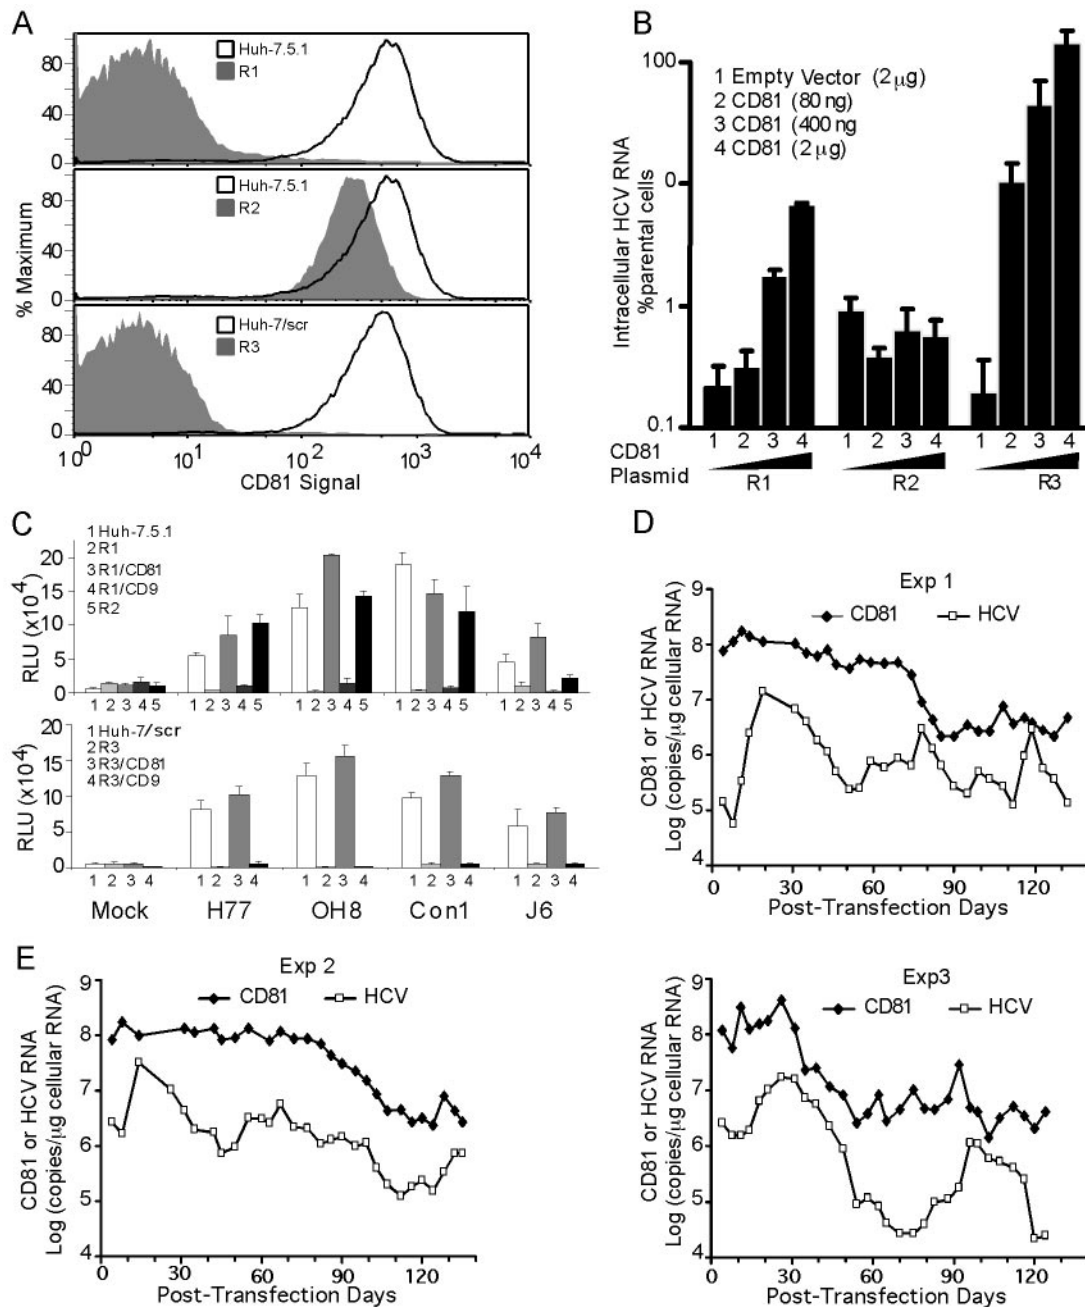 A
Huh-7.5.1
R1
80
40
0
Huh-7.5.1
R2
80
40
0
Huh-7/scr
R3
80
40
0
% Maximum
10^0 10^1 10^2 10^3 10^4
CD81 Signal
B
Intracellular HCV RNA
%parental cells
100
0
1
0.1
1 Empty Vector (2μg)
2 CD81 (80ng)
3 CD81 (400ng
4 CD81 (2μg)
1 2 3 4 1 2 3 4 1 2 3 4
CD81
Plasmid
R1 R2 R3
C
1 Huh-7.5.1
2 R1
3 R1/CD81
4 R1/CD9
5 R2
RLU (x10^4)
20
15
10
5
0
1 2 3 4 5 1 2 3 4 5 1 2 3 4 5 1 2 3 4 5 1 2 3 4 5
1 Huh-7/scr
2 R3
3 R3/CD81
4 R3/CD9
RLU (x10^4)
20
15
10
5
0
1 2 3 4 1 2 3 4 1 2 3 4 1 2 3 4 1 2 3 4
Mock H77 OH8 Con1 J6
D
Exp 1
CD81 HCV
CD81 or HCV RNA
Log (copies/μg cellular RNA)
9
8
7
6
5
4
0 30 60 90 120
Post-Transfection Days
E
Exp 2
CD81 HCV
CD81 or HCV RNA
Log (copies/μg cellular RNA)
9
8
7
6
5
4
0 30 60 90 120
Post-Transfection Days
Exp3
CD81 HCV
CD81 or HCV RNA
Log (copies/μg cellular RNA)
9
8
7
6
5
4
0 30 60 90 120
Post-Transfection Days